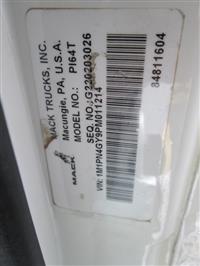 MACK TRUCKS, INC.
Macungie, PA, U.S.A.
MODEL NO.: PI64T
SEQ. NO.: G220203026
MACK
VIN: 1M1PN4GY9PM011214
84811604